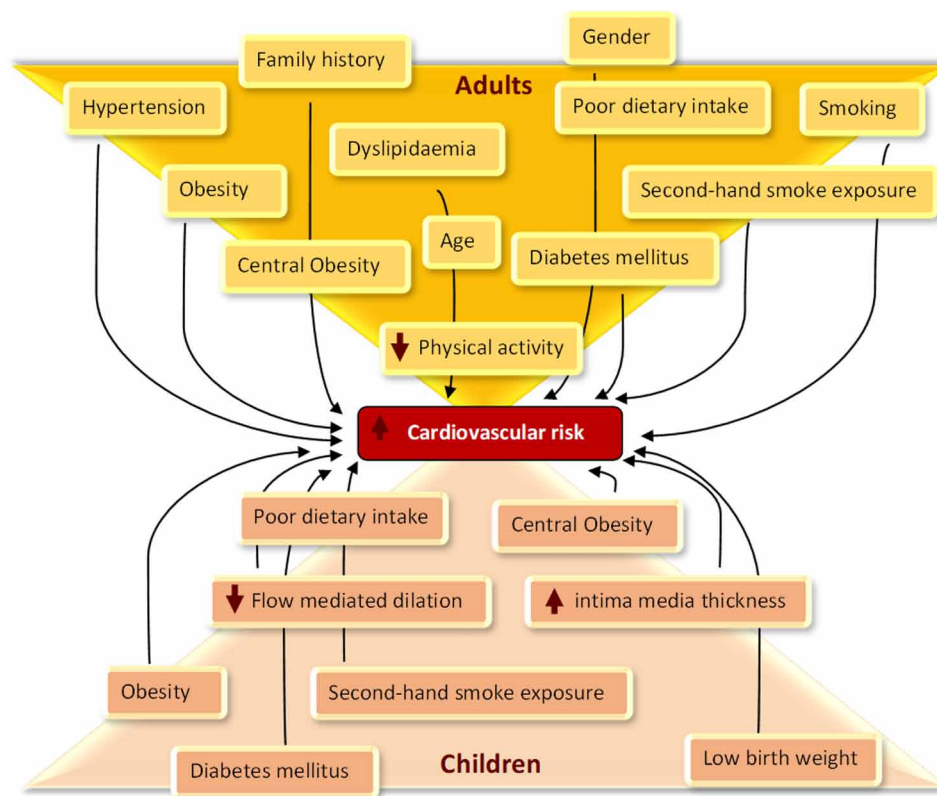 Gender
Family history
Adults
Hypertension
Poor dietary intake
Smoking
Dyslipidaemia
Obesity
Second-hand smoke exposure
Age
Central Obesity
Diabetes mellitus
Physical activity
Cardiovascular risk
Poor dietary intake
Central Obesity
Flow mediated dilation
intima media thickness
Obesity
Second-hand smoke exposure
Low birth weight
Children
Diabetes mellitus